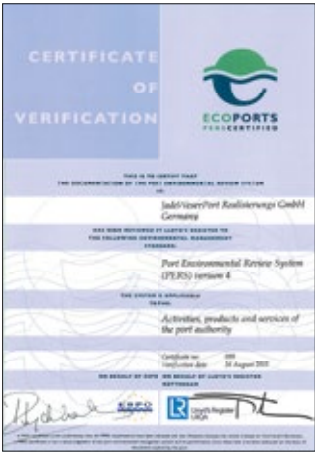 CERTIFICATE
OF
VERIFICATION
ECOPORTS
PERS CERTIFIED
THIS IS TO CERTIFY THAT
THE DOCUMENTATION OF THE PORT ENVIRONMENTAL REVIEW SYSTEM
OF:
JadeWeserPort Realisierungs GmbH
Germany
HAS BEEN REVIEWED BY LLOYD'S REGISTER TO
THE FOLLOWING ENVIRONMENTAL MANAGEMENT
STANDARD:
Port Environmental Review System
(PERS) version 4
THE SYSTEM IS APPLICABLE
TO/FOR:
Activities, products and services of
the port authority
Certificate no:
Verification date: August
ON BEHALF OF ESPO ON BEHALF OF LLOYD'S REGISTER
ROTTERDAM
ESPO
LR Lloyd's Register
LRQA